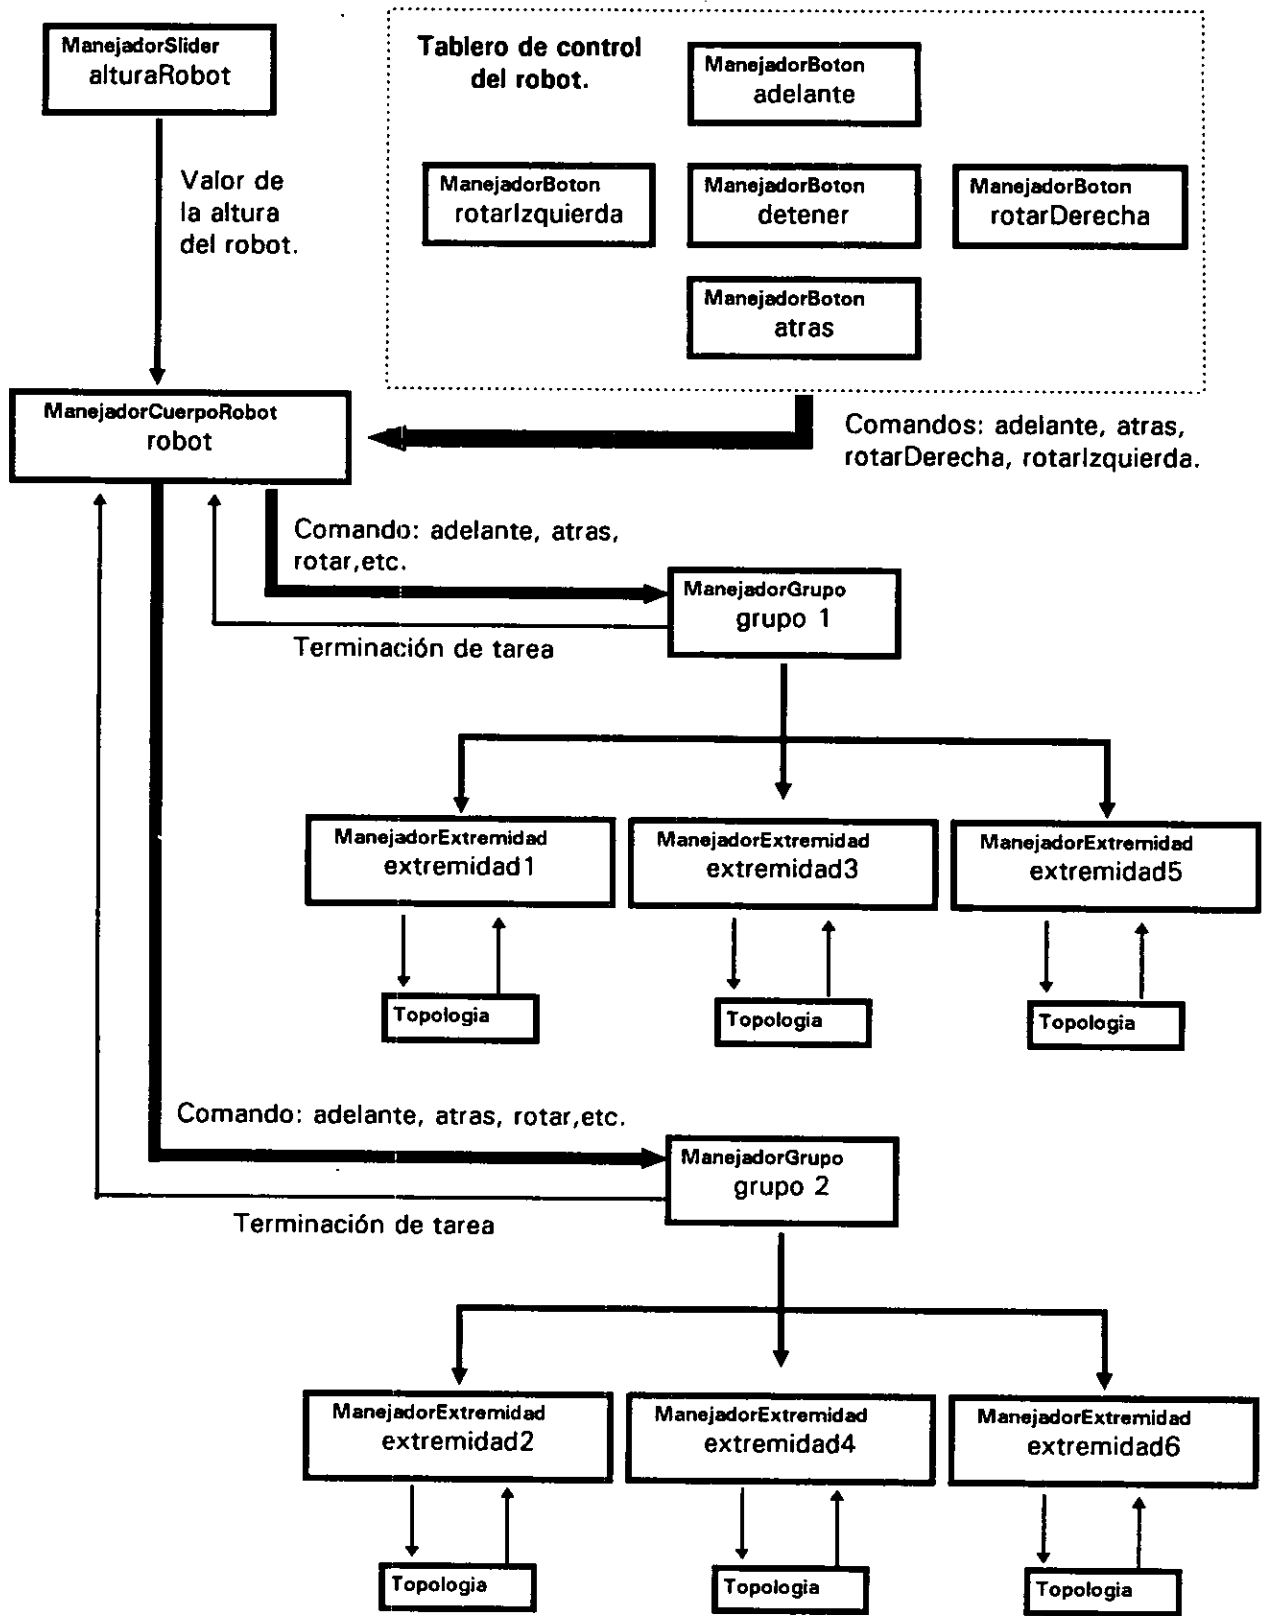 ManejadorSlider
alturaRobot
Tablero de control
del robot.
ManejadorBoton
adelante
ManejadorBoton
rotarIzquierda
ManejadorBoton
detener
ManejadorBoton
rotarDerecha
ManejadorBoton
atras
Valor de
la altura
del robot.
ManejadorCuerpoRobot
robot
Comandos: adelante, atras,
rotarDerecha, rotarIzquierda.
Comando: adelante, atras,
rotar,etc.
ManejadorGrupo
grupo 1
Terminación de tarea
ManejadorExtremidad
extremidad1
ManejadorExtremidad
extremidad3
ManejadorExtremidad
extremidad5
Topologia
Topologia
Topologia
Comando: adelante, atras, rotar,etc.
ManejadorGrupo
grupo 2
Terminación de tarea
ManejadorExtremidad
extremidad2
ManejadorExtremidad
extremidad4
ManejadorExtremidad
extremidad6
Topologia
Topologia
Topologia